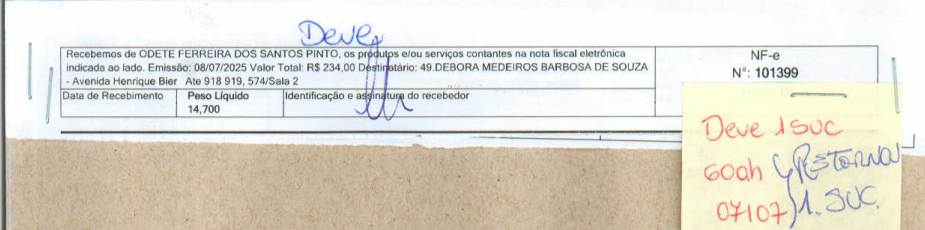 Deve
Recebemos de ODETE FERREIRA DOS SANTOS PINTO, os produtos e/ou serviços contantes na nota fiscal eletrônica
indicada ao lado. Emissão: 08/07/2025 Valor Total: R$ 234,00 Destinatário: 49.DEBORA MEDEIROS BARBOSA DE SOUZA
- Avenida Henrique Bier Ate 918 919, 574/Sala 2
NF-e
N°: 101399
Data de Recebimento Peso Líquido Identificação e assinatura do recebedor
14,700
Deve 1 SUC
60ah RETORNOU
07107 1. SUC.